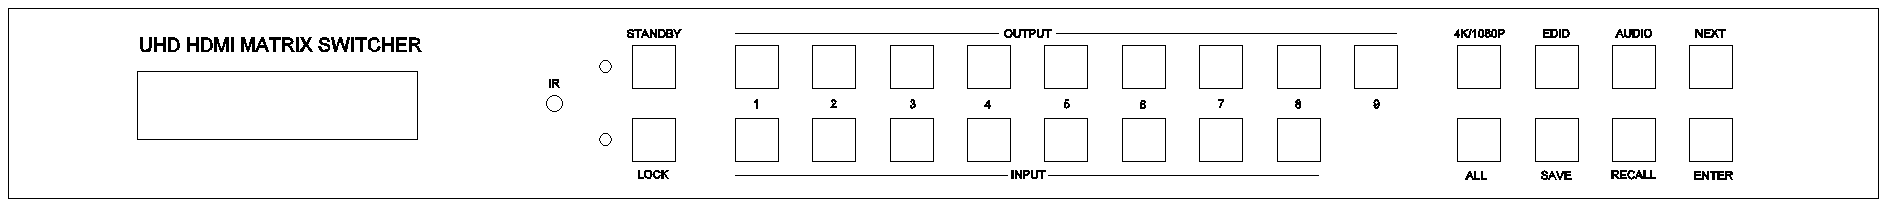 UHD HDMI MATRIX SWITCHER
IR
STANDBY
OUTPUT
4K/1080P EDID AUDIO NEXT
1 2 3 4 5 6 7 8 9
LOCK
INPUT
ALL SAVE RECALL ENTER